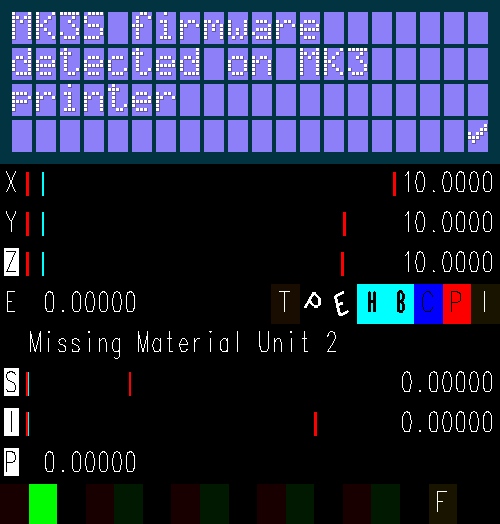 MK3S firmware
detected on MK3
printer
✓
X 10.0000
Y 10.0000
Z 10.0000
E 0.00000 T P E H B C P I
Missing Material Unit 2
S 0.00000
I 0.00000
P 0.00000
F